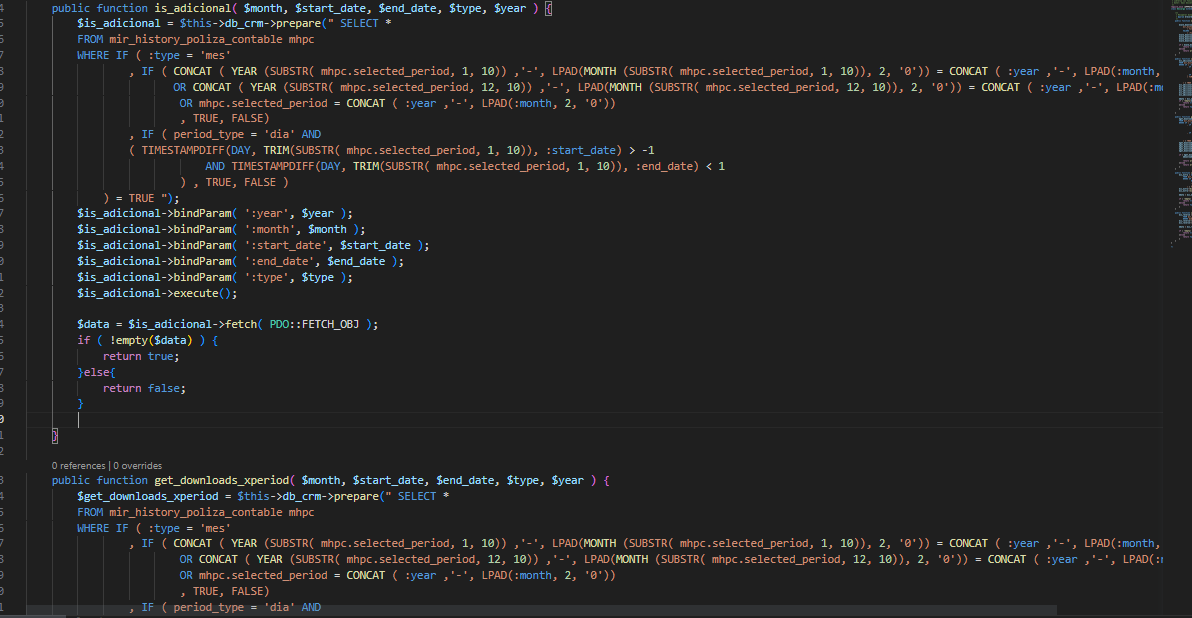 public function is_adicional( $month, $start_date, $end_date, $type, $year ) {
$is_adicional = $this->db_crm->prepare(" SELECT *
FROM mir_history_poliza_contable mhpc
WHERE IF ( :type = 'mes'
, IF ( CONCAT ( YEAR (SUBSTR( mhpc.selected_period, 1, 10)) ,'-', LPAD(MONTH (SUBSTR( mhpc.selected_period, 1, 10)), 2, '0')) = CONCAT ( :year ,'-', LPAD(:month,
OR CONCAT ( YEAR (SUBSTR( mhpc.selected_period, 12, 10)) ,'-', LPAD(MONTH (SUBSTR( mhpc.selected_period, 12, 10)), 2, '0')) = CONCAT ( :year ,'-', LPAD(:m
OR mhpc.selected_period = CONCAT ( :year ,'-', LPAD(:month, 2, '0'))
, TRUE, FALSE)
, IF ( period_type = 'dia' AND
( TIMESTAMPDIFF(DAY, TRIM(SUBSTR( mhpc.selected_period, 1, 10)), :start_date) > -1
AND TIMESTAMPDIFF(DAY, TRIM(SUBSTR( mhpc.selected_period, 1, 10)), :end_date) < 1
) , TRUE, FALSE )
) = TRUE ");
$is_adicional->bindParam( ':year', $year );
$is_adicional->bindParam( ':month', $month );
$is_adicional->bindParam( ':start_date', $start_date );
$is_adicional->bindParam( ':end_date', $end_date );
$is_adicional->bindParam( ':type', $type );
$is_adicional->execute();
$data = $is_adicional->fetch( PDO::FETCH_OBJ );
if ( !empty($data) ) {
return true;
}else{
return false;
}
}
0 references | 0 overrides
public function get_downloads_xperiod( $month, $start_date, $end_date, $type, $year ) {
$get_downloads_xperiod = $this->db_crm->prepare(" SELECT *
FROM mir_history_poliza_contable mhpc
WHERE IF ( :type = 'mes'
, IF ( CONCAT ( YEAR (SUBSTR( mhpc.selected_period, 1, 10)) ,'-', LPAD(MONTH (SUBSTR( mhpc.selected_period, 1, 10)), 2, '0')) = CONCAT ( :year ,'-', LPAD(:month,
OR CONCAT ( YEAR (SUBSTR( mhpc.selected_period, 12, 10)) ,'-', LPAD(MONTH (SUBSTR( mhpc.selected_period, 12, 10)), 2, '0')) = CONCAT ( :year ,'-', LPAD(:
OR mhpc.selected_period = CONCAT ( :year ,'-', LPAD(:month, 2, '0'))
, TRUE, FALSE)
, IF ( period_type = 'dia' AND